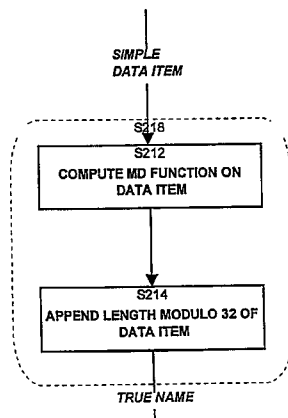 SIMPLE
DATA ITEM
S218
S212
COMPUTE MD FUNCTION ON
DATA ITEM
S214
APPEND LENGTH MODULO 32 OF
DATA ITEM
TRUE NAME